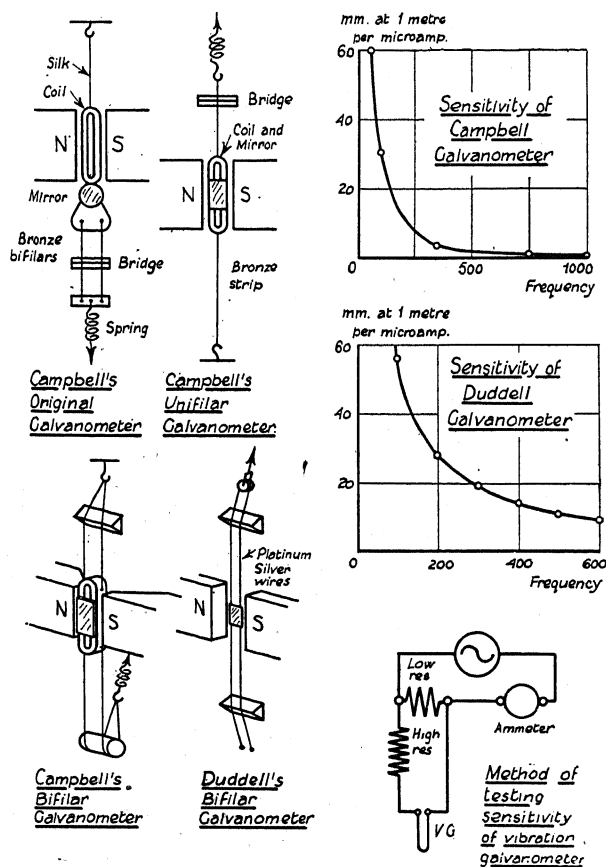 Silk
Coil
N
S
Mirror
Bronze
bifilars
Bridge
Spring
Campbell's
Original
Galvanometer
Bridge
Coil and
Mirror
N
S
Bronze
strip
Campbell's
Unifilar
Galvanometer
mm. at 1 metre
per microamp.
60
40
20
0
500
1000
Frequency
Sensitivity of
Campbell
Galvanometer
mm. at 1 metre
per microamp.
60
40
20
0
200
400
600
Frequency
Sensitivity of
Duddell
Galvanometer
N
S
Campbell's
Bifilar
Galvanometer
Platinum
Silver
wires
N
S
Duddell's
Bifilar
Galvanometer
Low
res
High
res
Ammeter
V G
Method of
testing
sensitivity
of vibration
galvanometer